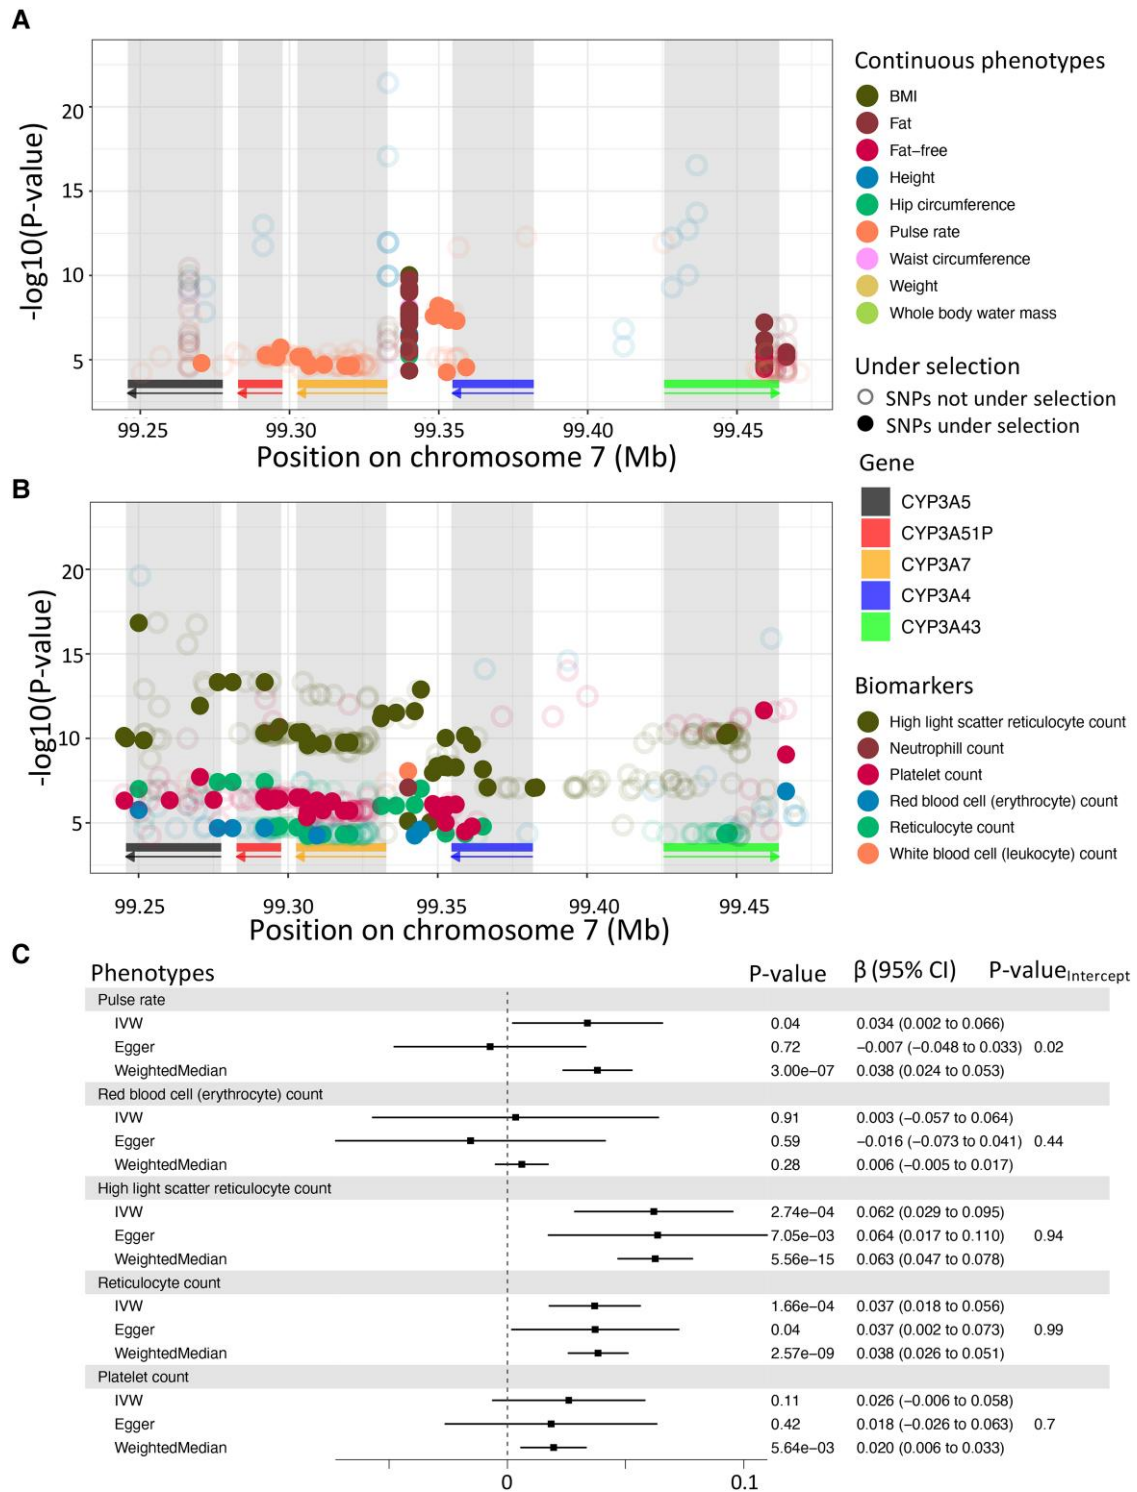 A
-log10(P-value)
20
15
10
5
99.25 99.30 99.35 99.40 99.45
Position on chromosome 7 (Mb)
Continuous phenotypes
BMI
Fat
Fat-free
Height
Hip circumference
Pulse rate
Waist circumference
Weight
Whole body water mass
Under selection
SNPs not under selection
SNPs under selection
Gene
CYP3A5
CYP3A51P
CYP3A7
CYP3A4
CYP3A43
B
-log10(P-value)
20
15
10
5
99.25 99.30 99.35 99.40 99.45
Position on chromosome 7 (Mb)
Biomarkers
High light scatter reticulocyte count
Neutrophill count
Platelet count
Red blood cell (erythrocyte) count
Reticulocyte count
White blood cell (leukocyte) count
C
Phenotypes P-value β (95% CI) P-valueIntercept
Pulse rate
IVW 0.04 0.034 (0.002 to 0.066)
Egger 0.72 −0.007 (−0.048 to 0.033) 0.02
WeightedMedian 3.00e−07 0.038 (0.024 to 0.053)
Red blood cell (erythrocyte) count
IVW 0.91 0.003 (−0.057 to 0.064)
Egger 0.59 −0.016 (−0.073 to 0.041) 0.44
WeightedMedian 0.28 0.006 (−0.005 to 0.017)
High light scatter reticulocyte count
IVW 2.74e−04 0.062 (0.029 to 0.095)
Egger 7.05e−03 0.064 (0.017 to 0.110) 0.94
WeightedMedian 5.56e−15 0.063 (0.047 to 0.078)
Reticulocyte count
IVW 1.66e−04 0.037 (0.018 to 0.056)
Egger 0.04 0.037 (0.002 to 0.073) 0.99
WeightedMedian 2.57e−09 0.038 (0.026 to 0.051)
Platelet count
IVW 0.11 0.026 (−0.006 to 0.058)
Egger 0.42 0.018 (−0.026 to 0.063) 0.7
WeightedMedian 5.64e−03 0.020 (0.006 to 0.033)
0 0.1